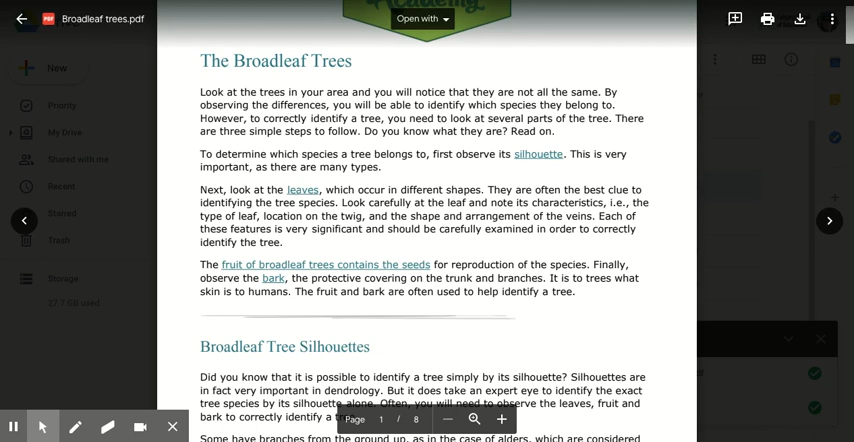 Academy
Broadleaf trees.pdf
Open with
The Broadleaf Trees
New
Look at the trees in your area and you will notice that they are not all the same. By
observing the differences, you will be able to identify which species they belong to.
Priority
However, to correctly identify a tree, you need to look at several parts of the tree. There
are three simple steps to follow. Do you know what they are? Read on.
My Drive
To determine which species a tree belongs to, first observe its silhouette. This is very
Shared with me
important, as there are many types.
Recent
Next, look at the leaves, which occur in different shapes. They are often the best clue to
identifying the tree species. Look carefully at the leaf and note its characteristics, i.e., the
Starred
type of leaf, location on the twig, and the shape and arrangement of the veins. Each of
these features is very significant and should be carefully examined in order to correctly
Trash
identify the tree.
The fruit of broadleaf trees contains the seeds for reproduction of the species. Finally,
Storage
observe the bark, the protective covering on the trunk and branches. It is to trees what
skin is to humans. The fruit and bark are often used to help identify a tree.
27.7 GB used
Broadleaf Tree Silhouettes
Did you know that it is possible to identify a tree simply by its silhouette? Silhouettes are
in fact very important in dendrology. But it does take an expert eye to identify the exact
tree species by its silhouette alone. Often, you will need to observe the leaves, fruit and
bark to correctly identify a tree.
Page 1 / 8
Some have branches from the ground up, as in the case of alders, which are considered